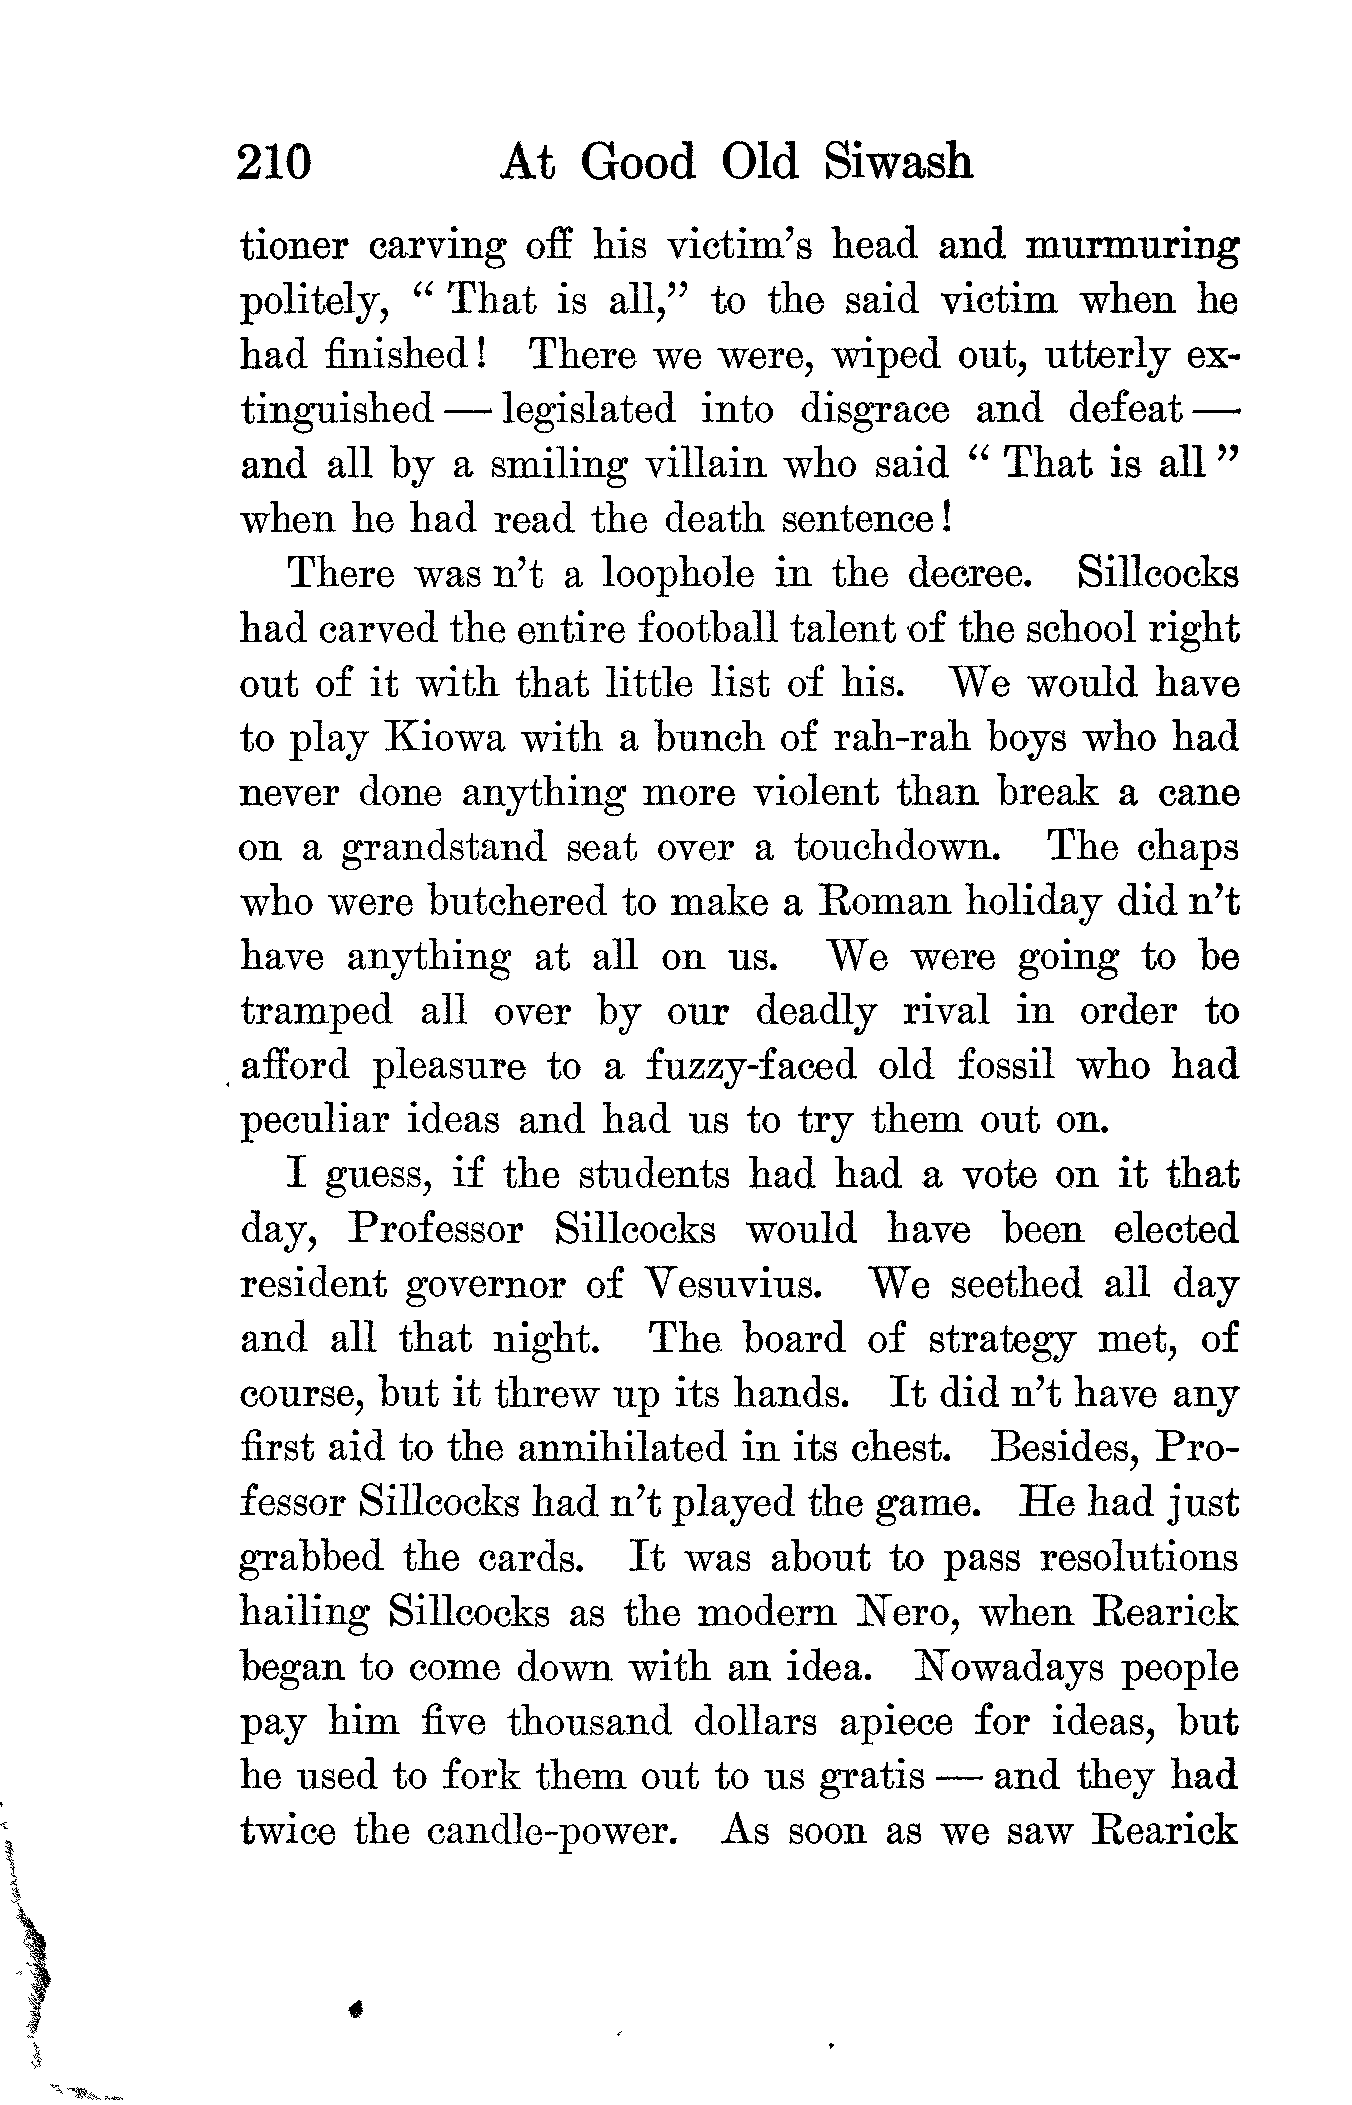 210 At Good Old Siwash
tioner carving off his victim's head and murmuring
politely, " That is all," to the said victim when he
had finished! There we were, wiped out, utterly ex-
tinguished — legislated into disgrace and defeat —
and all by a smiling villain who said " That is all "
when he had read the death sentence!
There was n't a loophole in the decree. Sillcocks
had carved the entire football talent of the school right
out of it with that little list of his. We would have
to play Kiowa with a bunch of rah-rah boys who had
never done anything more violent than break a cane
on a grandstand seat over a touchdown. The chaps
who were butchered to make a Roman holiday did n't
have anything at all on us. We were going to be
tramped all over by our deadly rival in order to
afford pleasure to a fuzzy-faced old fossil who had
peculiar ideas and had us to try them out on.
I guess, if the students had had a vote on it that
day, Professor Sillcocks would have been elected
resident governor of Vesuvius. We seethed all day
and all that night. The board of strategy met, of
course, but it threw up its hands. It did n't have any
first aid to the annihilated in its chest. Besides, Pro-
fessor Sillcocks had n't played the game. He had just
grabbed the cards. It was about to pass resolutions
hailing Sillcocks as the modern Nero, when Rearick
began to come down with an idea. Nowadays people
pay him five thousand dollars apiece for ideas, but
he used to fork them out to us gratis — and they had
twice the candle-power. As soon as we saw Rearick